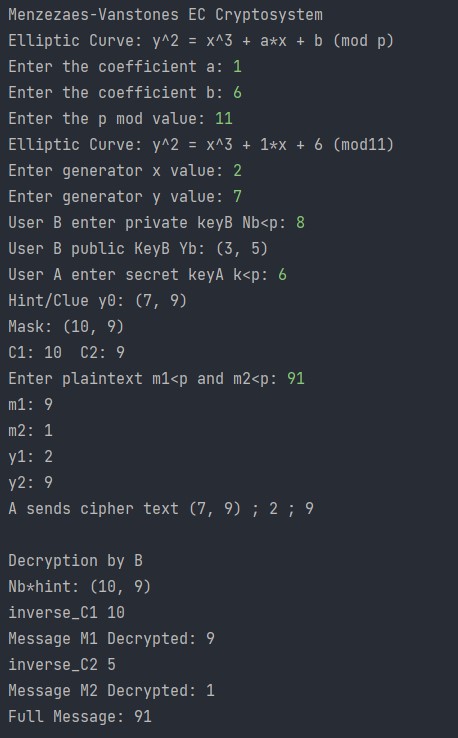 Menzezaes-Vanstones EC Cryptosystem
Elliptic Curve: y^2 = x^3 + a*x + b (mod p)
Enter the coefficient a: 1
Enter the coefficient b: 6
Enter the p mod value: 11
Elliptic Curve: y^2 = x^3 + 1*x + 6 (mod11)
Enter generator x value: 2
Enter generator y value: 7
User B enter private keyB Nb<p: 8
User B public KeyB Yb: (3, 5)
User A enter secret keyA k<p: 6
Hint/Clue y0: (7, 9)
Mask: (10, 9)
C1: 10  C2: 9
Enter plaintext m1<p and m2<p: 91
m1: 9
m2: 1
y1: 2
y2: 9
A sends cipher text (7, 9) ; 2 ; 9
Decryption by B
Nb*hint: (10, 9)
inverse_C1 10
Message M1 Decrypted: 9
inverse_C2 5
Message M2 Decrypted: 1
Full Message: 91